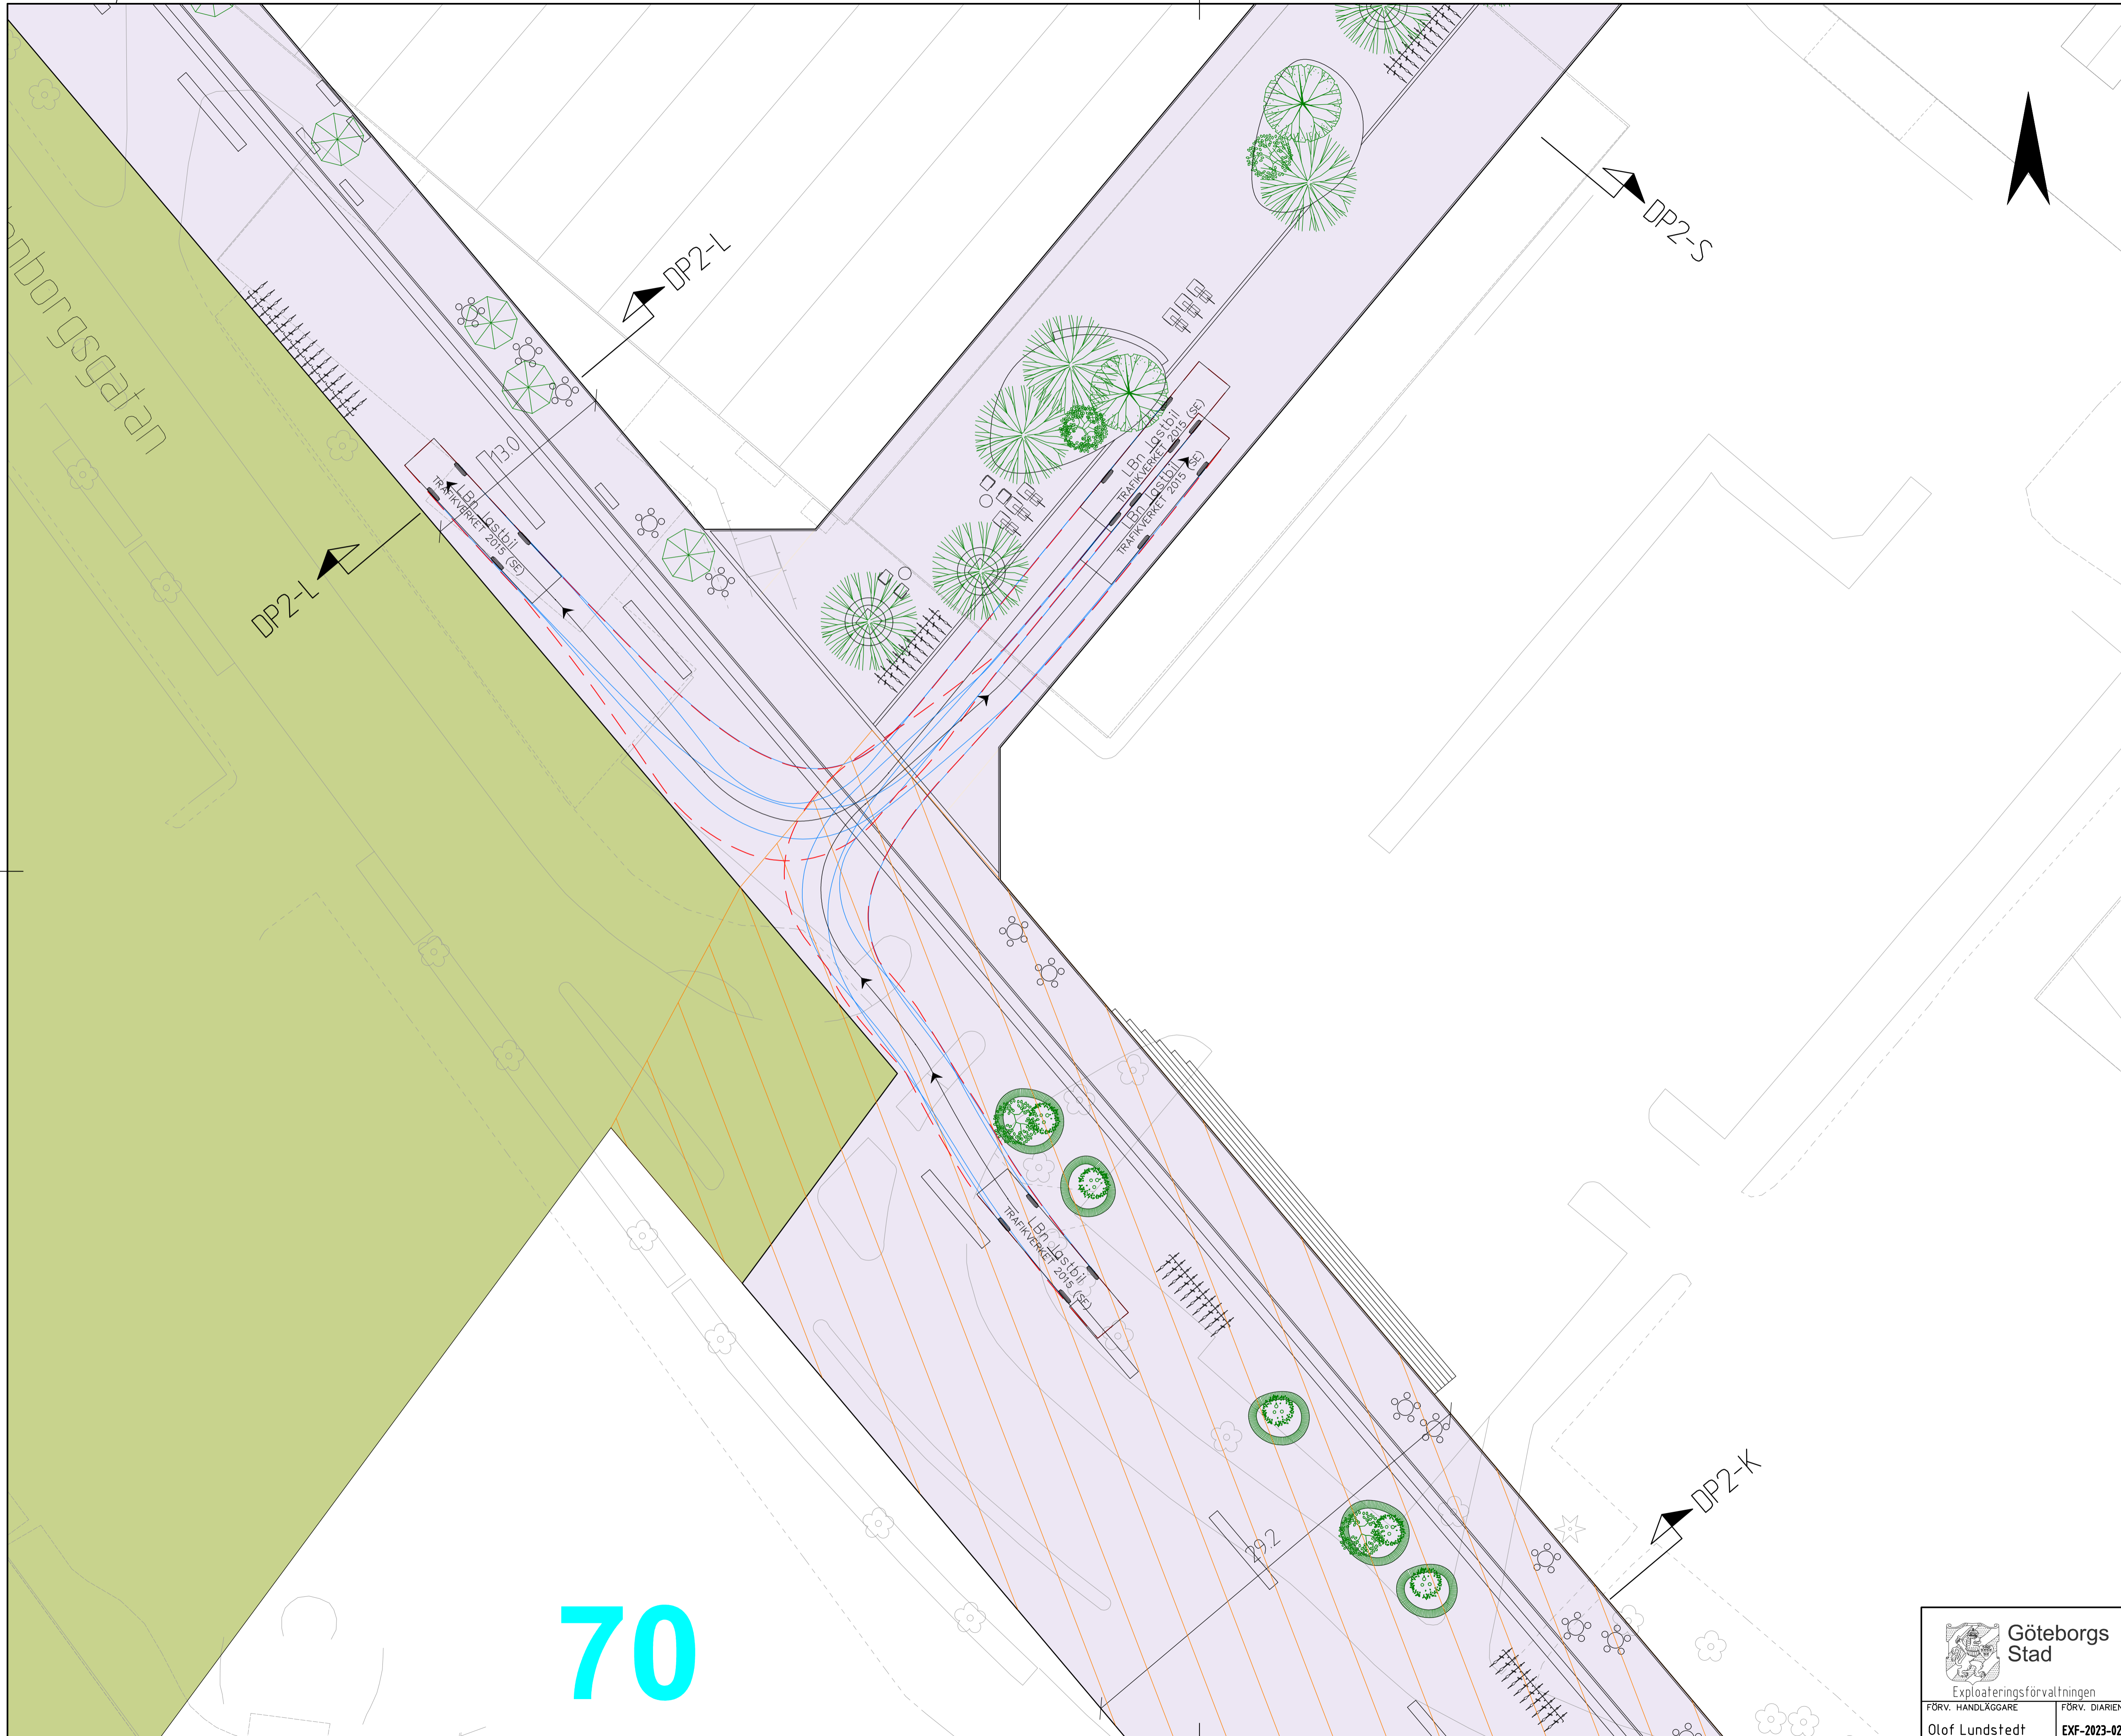 DP2-S
DP2-L
13.0
LBn lastbil
TRAFIKVERKET 2015 (SE)
LBn lastbil
TRAFIKVERKET 2015 (SE)
LBn lastbil
TRAFIKVERKET 2015 (SE)
DP2-L
LBn lastbil
TRAFIKVERKET 2015 (SE)
DP2-K
29.2
70
Göteborgs
Stad
Exploateringsförvaltningen
FÖRV. HANDLÄGGARE
Olof Lundstedt